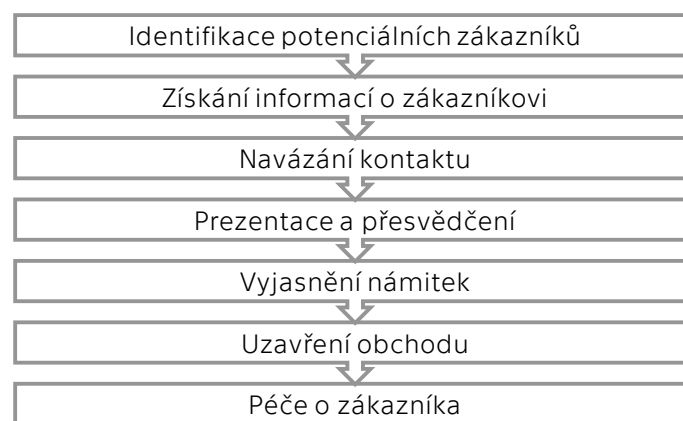 Identifikace potenciálních zákazníků
Získání informací o zákazníkovi
Navázání kontaktu
Prezentace a přesvědčení
Vyjasnění námitek
Uzavření obchodu
Péče o zákazníka